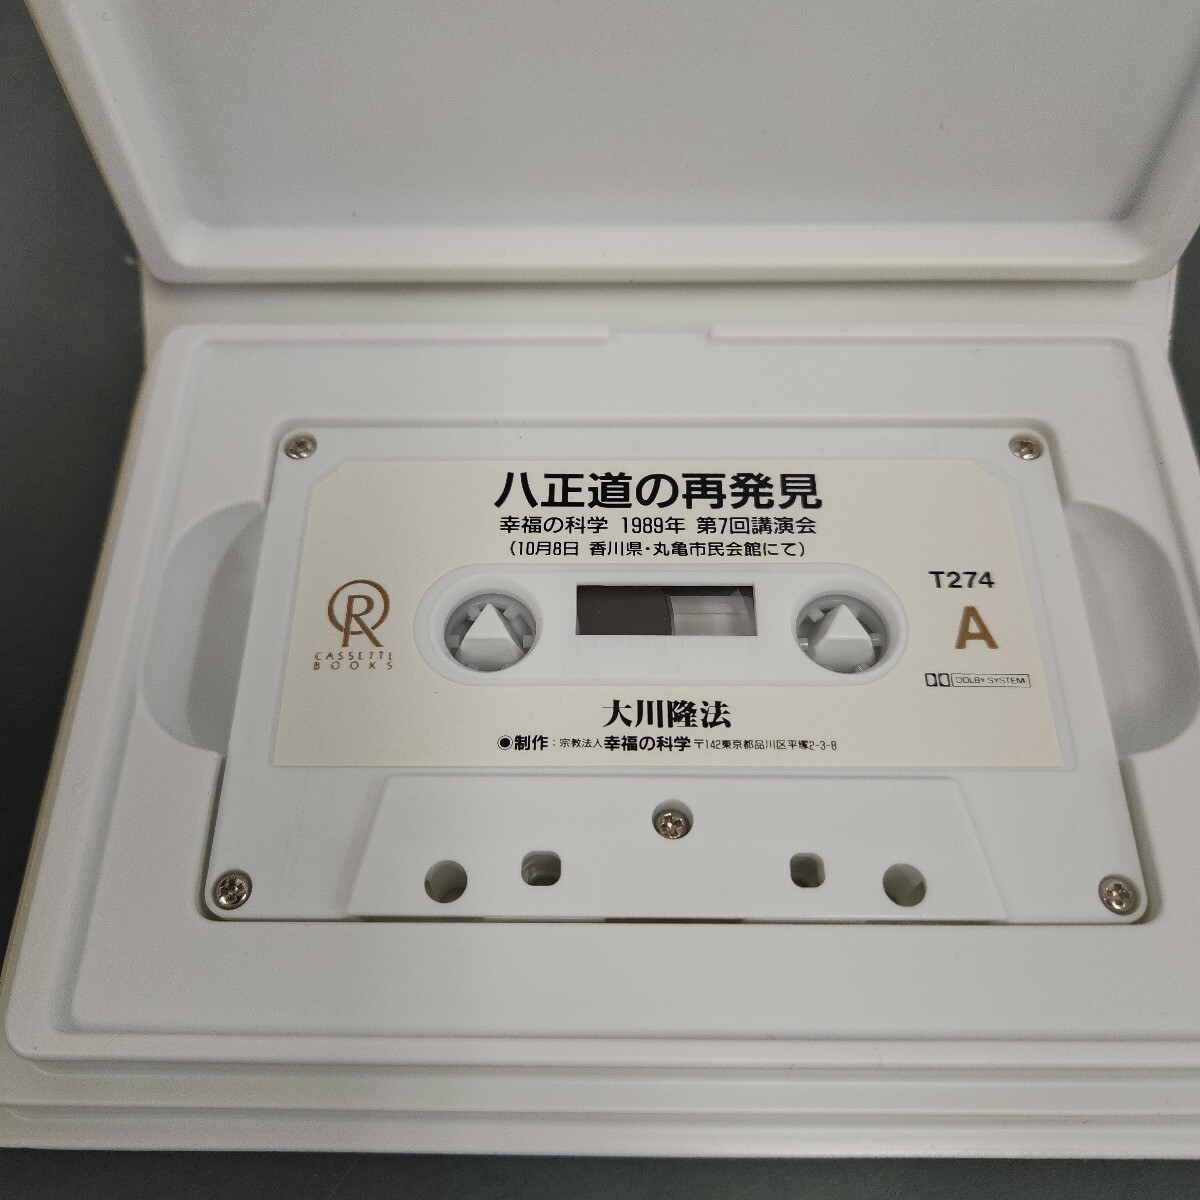 八正道の再発見
幸福の科学 1989年 第7回講演会
(10月8日 香川県・丸亀市民会館にて)
R
CASSETTE
BOOKS
T274
A
DOLBY SYSTEM
大川隆法
●制作:宗教法人幸福の科学 〒142東京都品川区平塚2-3-8